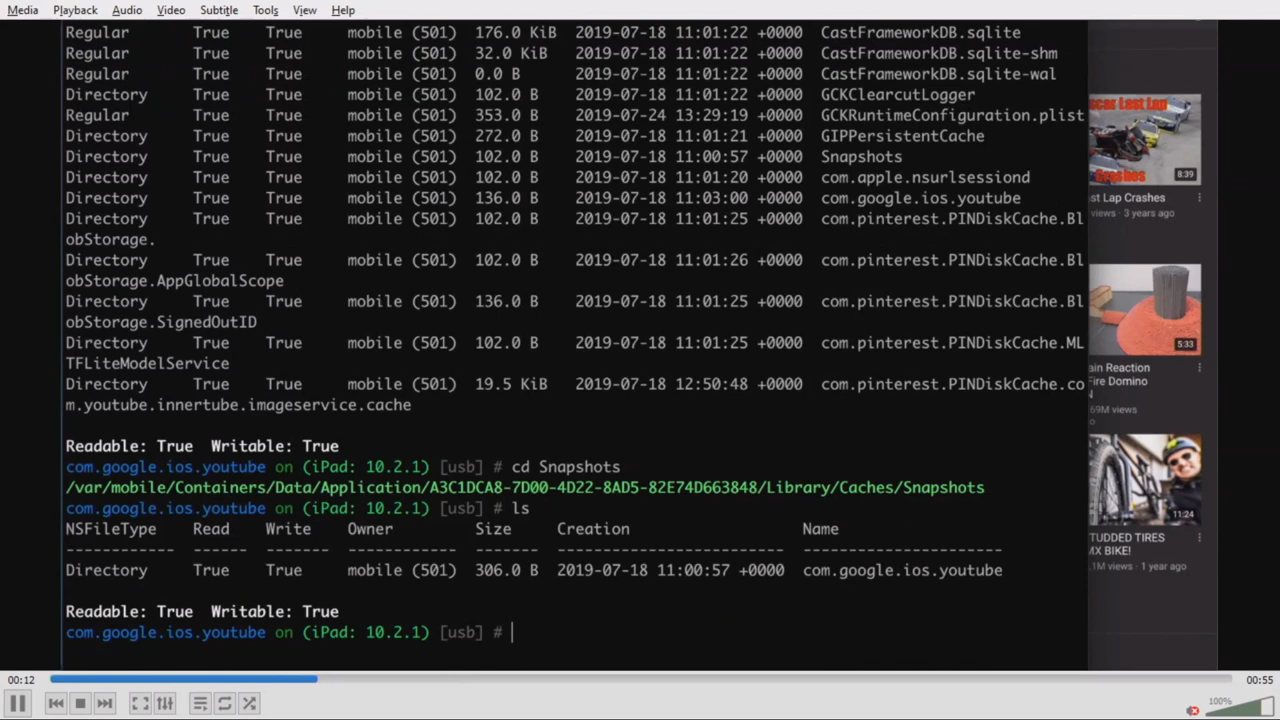 Media Playback Audio Video Subtitle Tools View Help
Regular True True mobile (501) 176.0 KiB 2019-07-18 11:01:22 +0000 CastFrameworkDB.sqlite
Regular True True mobile (501) 32.0 KiB 2019-07-18 11:01:22 +0000 CastFrameworkDB.sqlite-shm
Regular True True mobile (501) 0.0 B 2019-07-18 11:01:22 +0000 CastFrameworkDB.sqlite-wal
Directory True True mobile (501) 102.0 B 2019-07-18 11:01:22 +0000 GCKClearcutLogger
Regular True True mobile (501) 353.0 B 2019-07-24 13:29:19 +0000 GCKRuntimeConfiguration.plist
Directory True True mobile (501) 272.0 B 2019-07-18 11:01:21 +0000 GIPPersistentCache
Directory True True mobile (501) 102.0 B 2019-07-18 11:00:57 +0000 Snapshots
Directory True True mobile (501) 102.0 B 2019-07-18 11:01:20 +0000 com.apple.nsurlsessiond
Directory True True mobile (501) 136.0 B 2019-07-18 11:03:00 +0000 com.google.ios.youtube
Directory True True mobile (501) 102.0 B 2019-07-18 11:01:25 +0000 com.pinterest.PINDiskCache.Bl
obStorage.
Directory True True mobile (501) 102.0 B 2019-07-18 11:01:26 +0000 com.pinterest.PINDiskCache.Bl
obStorage.AppGlobalScope
Directory True True mobile (501) 136.0 B 2019-07-18 11:01:25 +0000 com.pinterest.PINDiskCache.Bl
obStorage.SignedOutID
Directory True True mobile (501) 102.0 B 2019-07-18 11:01:25 +0000 com.pinterest.PINDiskCache.ML
TFLiteModelService
Directory True True mobile (501) 19.5 KiB 2019-07-18 12:50:48 +0000 com.pinterest.PINDiskCache.co
m.youtube.innertube.imageservice.cache
Readable: True Writable: True
com.google.ios.youtube on (iPad: 10.2.1) [usb] # cd Snapshots
/var/mobile/Containers/Data/Application/A3C1DCA8-7D00-4D22-8AD5-82E74D663848/Library/Caches/Snapshots
com.google.ios.youtube on (iPad: 10.2.1) [usb] # ls
NSFileType Read Write Owner Size Creation Name
------------ ------ ------- ------------ ------- ------------------------- ----------------------
Directory True True mobile (501) 306.0 B 2019-07-18 11:00:57 +0000 com.google.ios.youtube
Readable: True Writable: True
com.google.ios.youtube on (iPad: 10.2.1) [usb] #
scar Last Lap
Crashes
8:39
st Lap Crashes
views · 3 years ago
5:33
ain Reaction
Fire Domino
N
69M views
o
11:24
STUDDED TIRES
MX BIKE!
.1M views · 1 year ago
00:12
00:55
100%